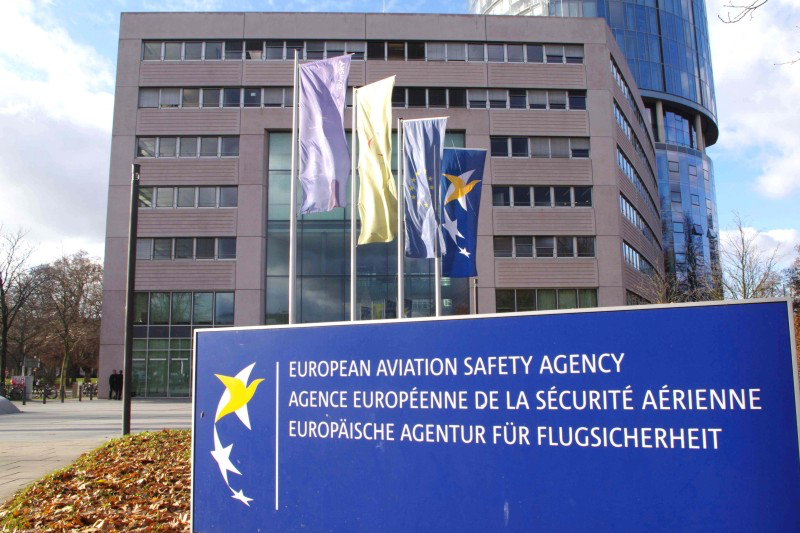 EUROPEAN AVIATION SAFETY AGENCY
AGENCE EUROPÉENNE DE LA SÉCURITÉ AÉRIENNE
EUROPÄISCHE AGENTUR FÜR FLUGSICHERHEIT